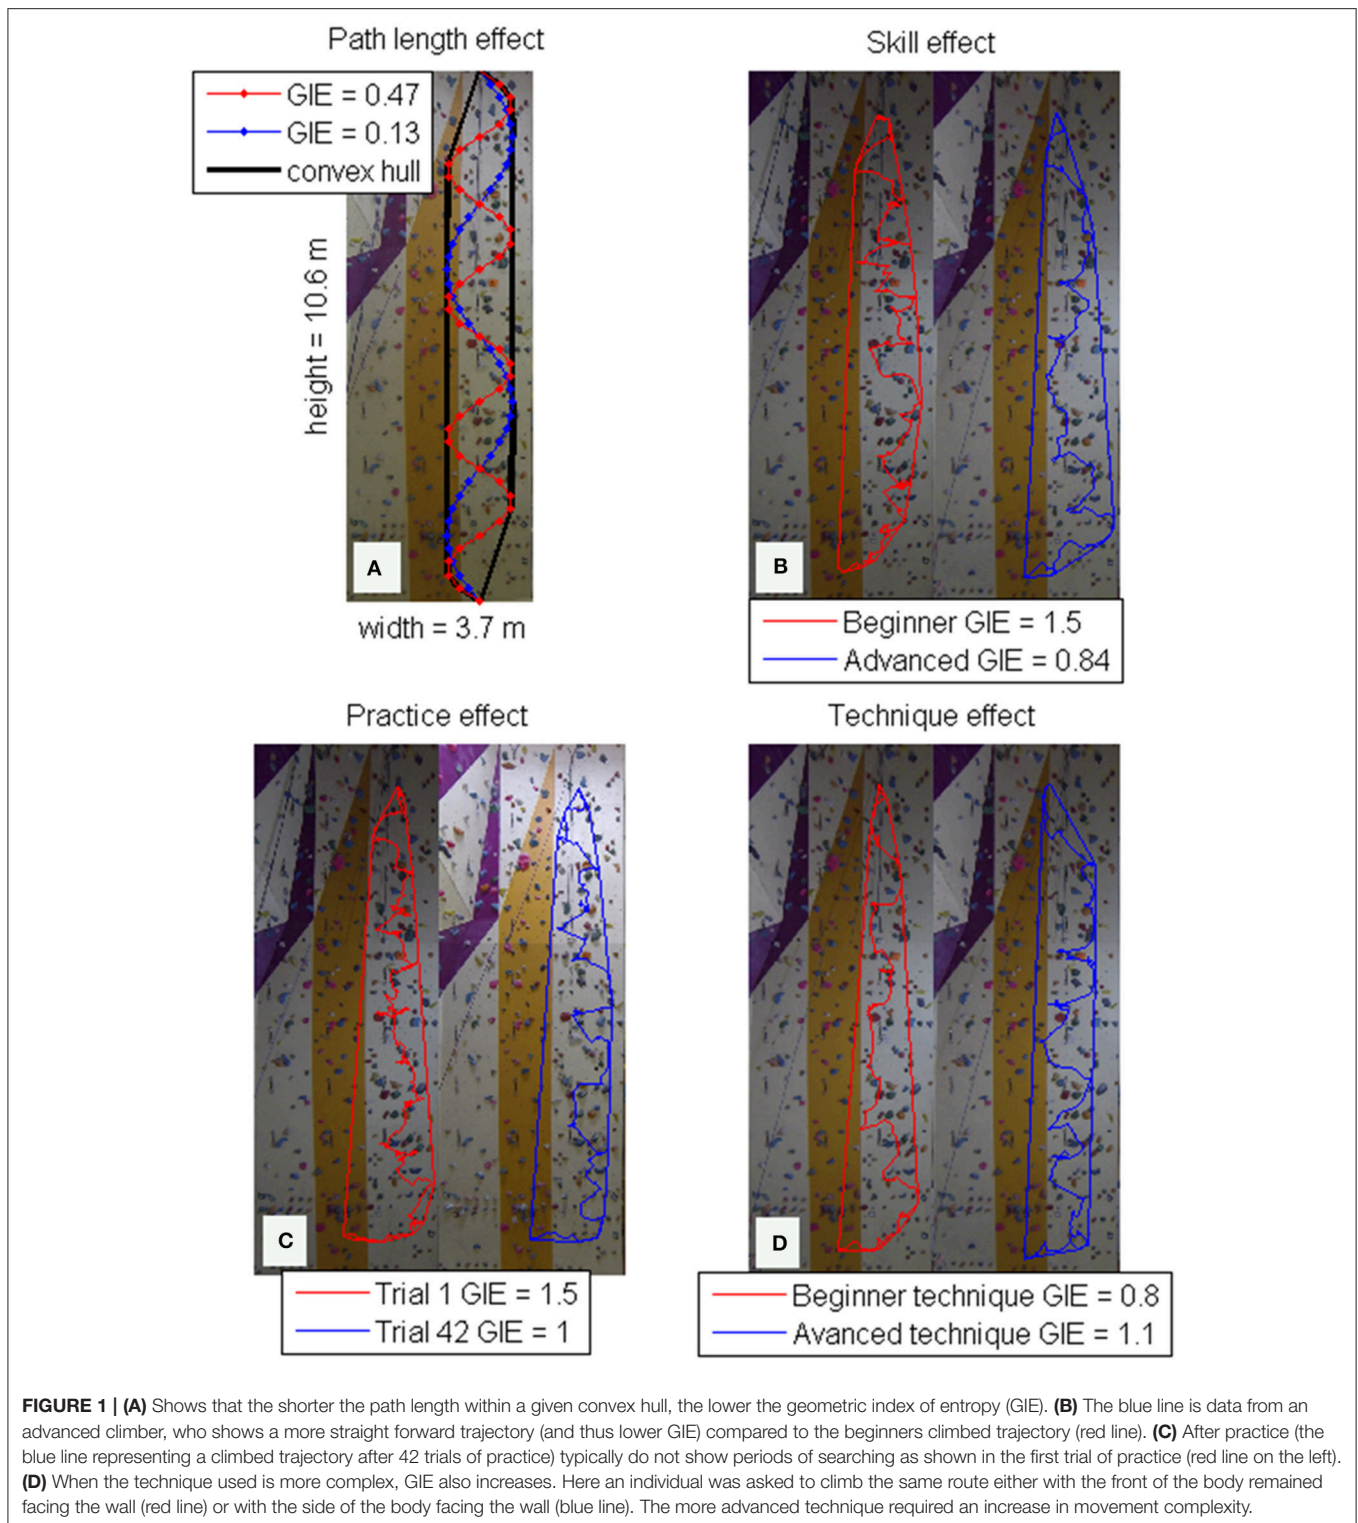 Path length effect
GIE = 0.47
GIE = 0.13
convex hull
height = 10.6 m
A
width = 3.7 m
Skill effect
B
Beginner GIE = 1.5
Advanced GIE = 0.84
Practice effect
C
Trial 1 GIE = 1.5
Trial 42 GIE = 1
Technique effect
D
Beginner technique GIE = 0.8
Avanced technique GIE = 1.1
FIGURE 1 | (A) Shows that the shorter the path length within a given convex hull, the lower the geometric index of entropy (GIE). (B) The blue line is data from an
advanced climber, who shows a more straight forward trajectory (and thus lower GIE) compared to the beginners climbed trajectory (red line). (C) After practice (the
blue line representing a climbed trajectory after 42 trials of practice) typically do not show periods of searching as shown in the first trial of practice (red line on the left).
(D) When the technique used is more complex, GIE also increases. Here an individual was asked to climb the same route either with the front of the body remained
facing the wall (red line) or with the side of the body facing the wall (blue line). The more advanced technique required an increase in movement complexity.